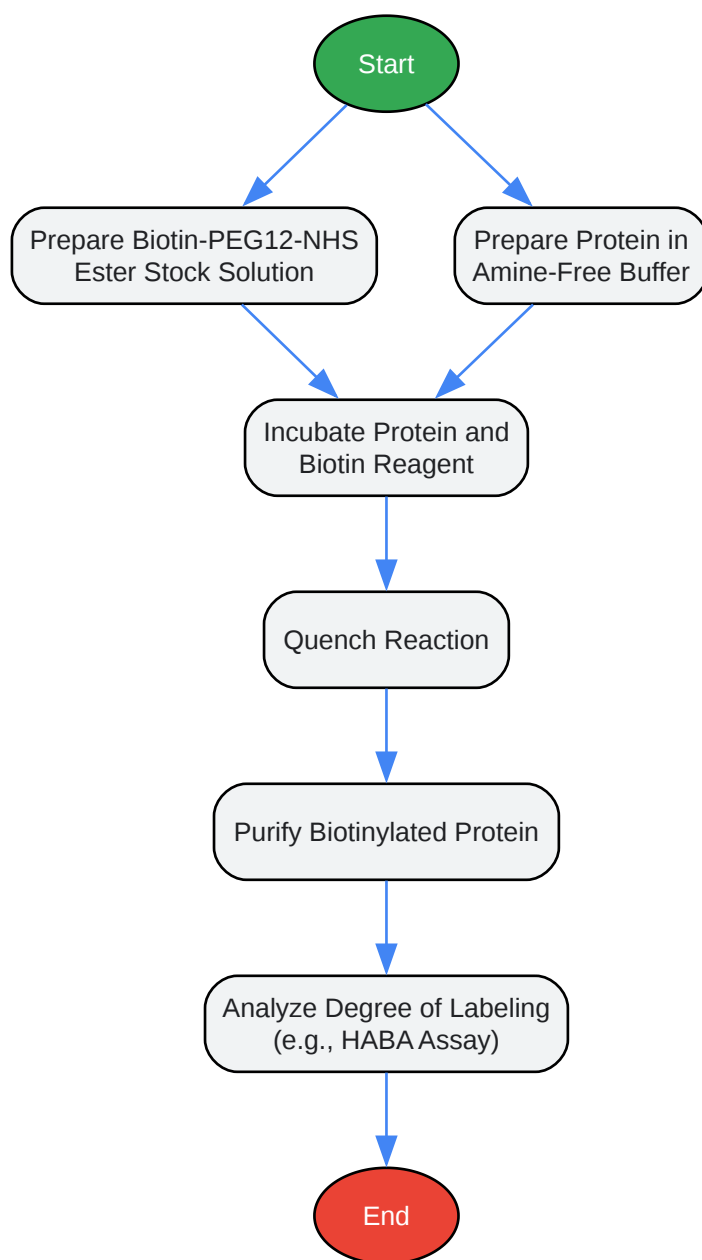 Start
Prepare Biotin-PEG12-NHS
Ester Stock Solution
Prepare Protein in
Amine-Free Buffer
Incubate Protein and
Biotin Reagent
Quench Reaction
Purify Biotinylated Protein
Analyze Degree of Labeling
(e.g., HABA Assay)
End